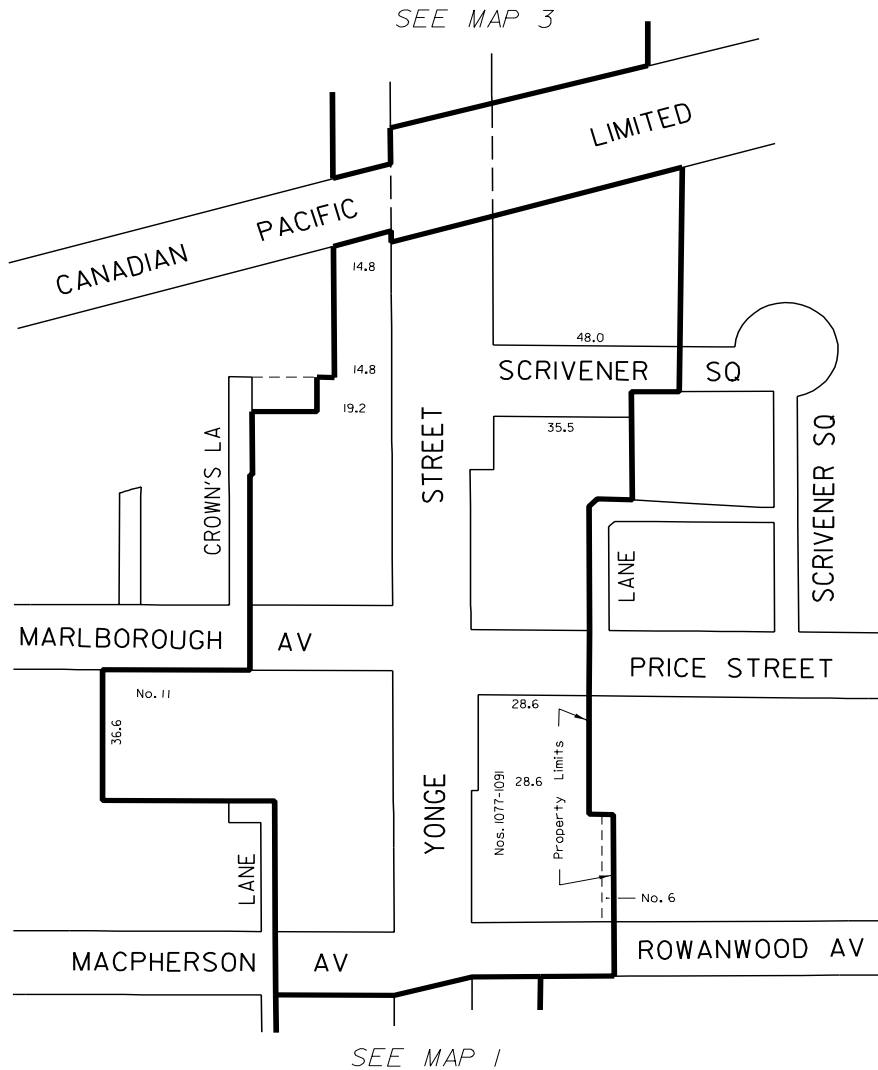 SEE MAP 3
LIMITED
CANADIAN PACIFIC
14.8
48.0
14.8
SCRIVENER SQ
19.2
35.5
CROWN'S LA
STREET
SCRIVENER SQ
LANE
MARLBOROUGH AV
PRICE STREET
No. 11
28.6
36.6
Property Limits
28.6
Nos. 1077-1091
YONGE
LANE
No. 6
ROWANWOOD AV
MACPHERSON AV
SEE MAP 1